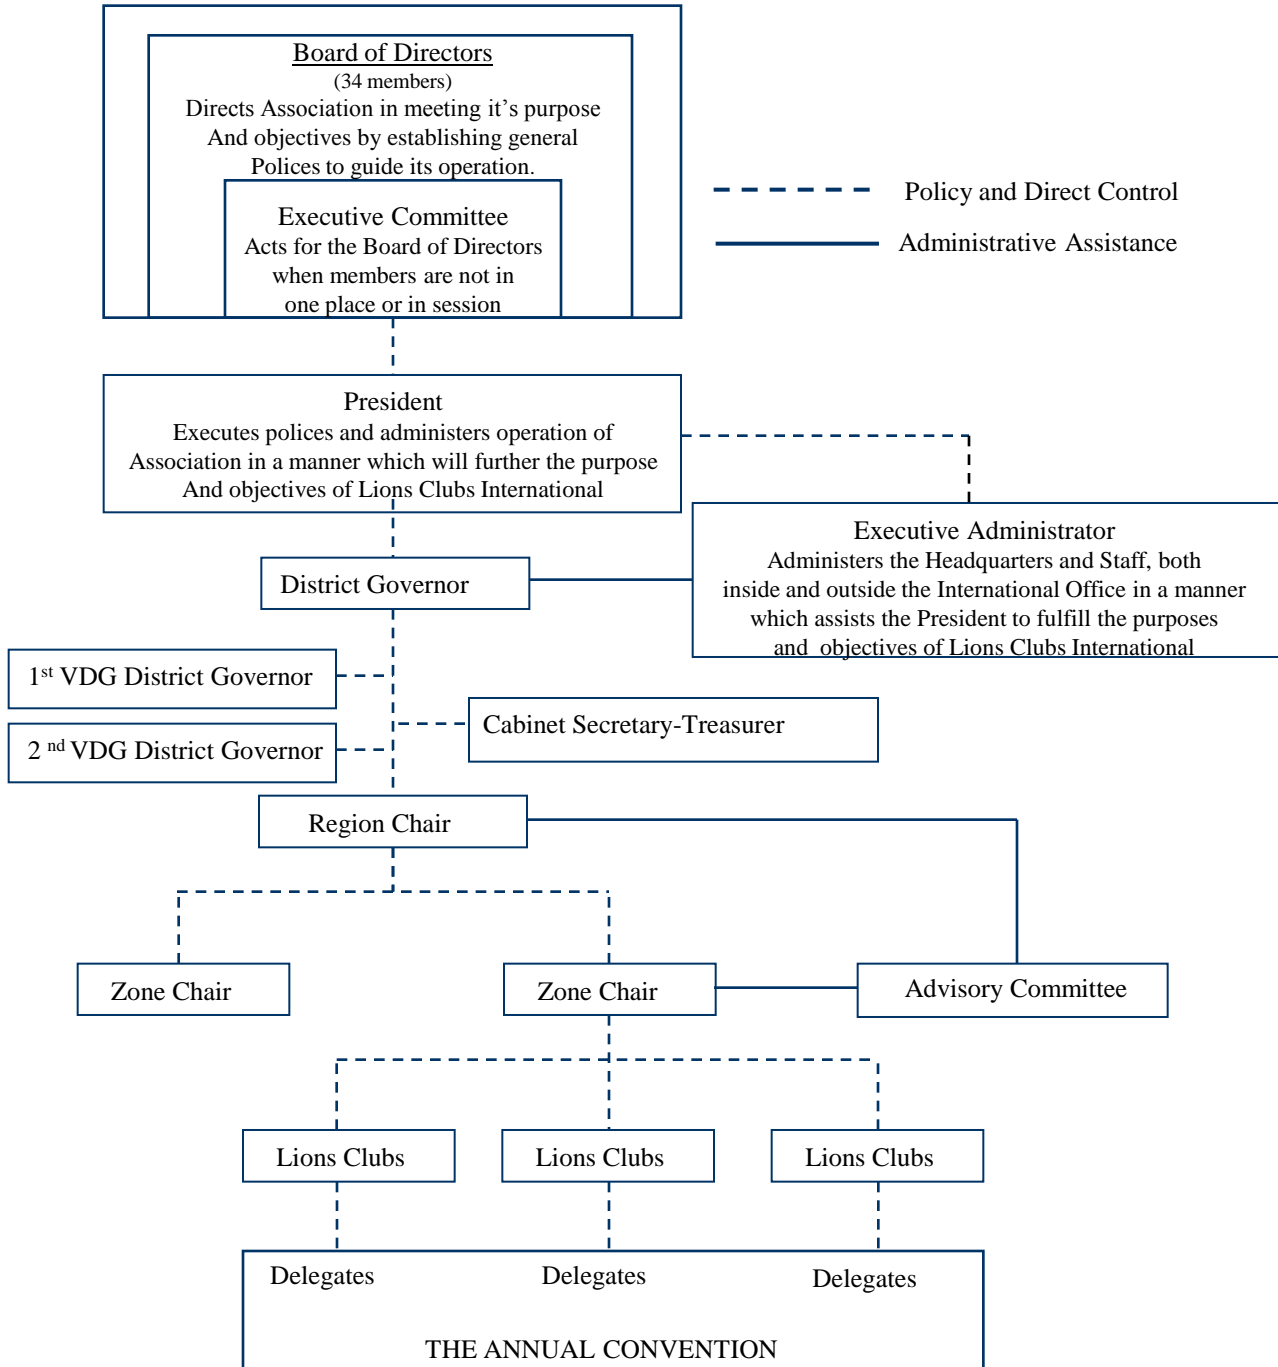 Board of Directors
(34 members)
Directs Association in meeting it’s purpose
And objectives by establishing general
Polices to guide its operation.
Executive Committee
Acts for the Board of Directors
when members are not in
one place or in session
Policy and Direct Control
Administrative Assistance
President
Executes polices and administers operation of
Association in a manner which will further the purpose
And objectives of Lions Clubs International
Executive Administrator
Administers the Headquarters and Staff, both
inside and outside the International Office in a manner
which assists the President to fulfill the purposes
and objectives of Lions Clubs International
District Governor
1st VDG District Governor
Cabinet Secretary-Treasurer
2 nd VDG District Governor
Region Chair
Zone Chair
Zone Chair
Advisory Committee
Lions Clubs
Lions Clubs
Lions Clubs
Delegates
Delegates
Delegates
THE ANNUAL CONVENTION